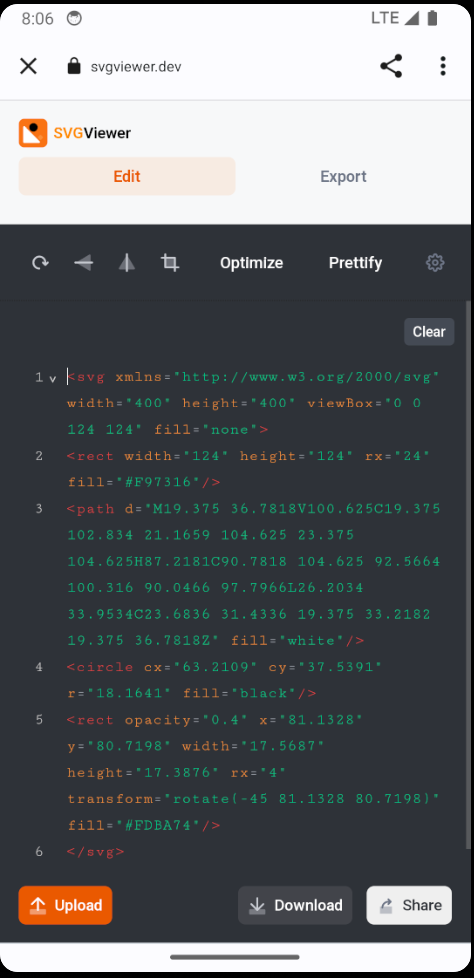 8:06 LTE
svgviewer.dev
SVGViewer
Edit Export
Optimize Prettify
Clear
1 <svg xmlns="http://www.w3.org/2000/svg"
width="400" height="400" viewBox="0 0
124 124" fill="none">
2 <rect width="124" height="124" rx="24"
fill="#F97316"/>
3 <path d="M19.375 36.7818V100.625C19.375
102.834 21.1659 104.625 23.375
104.625H87.2181C90.7818 104.625 92.5664
100.316 90.0466 97.7966L26.2034
33.9534C23.6836 31.4336 19.375 33.2182
19.375 36.7818Z" fill="white"/>
4 <circle cx="63.2109" cy="37.5391"
r="18.1641" fill="black"/>
5 <rect opacity="0.4" x="81.1328"
y="80.7198" width="17.5687"
height="17.3876" rx="4"
transform="rotate(-45 81.1328 80.7198)"
fill="#FDBA74"/>
6 </svg>
Upload Download Share